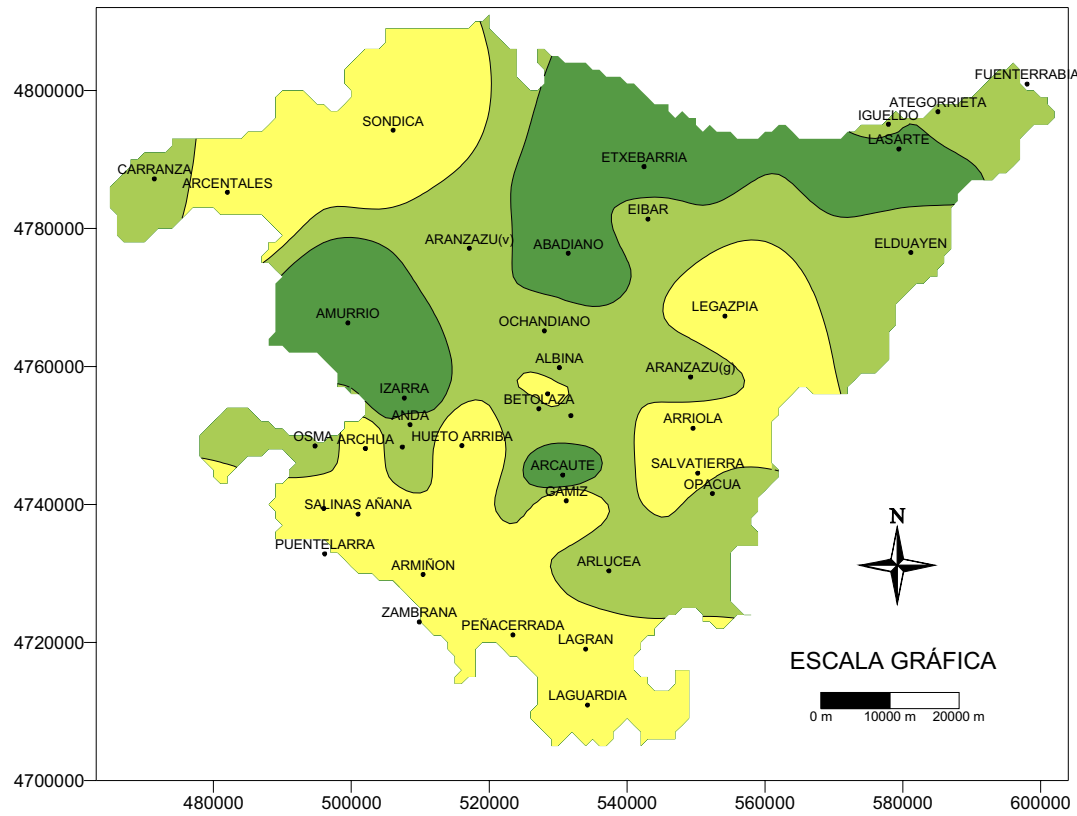 FUENTERRABIA
4800000
ATEGORRIETA
IGUELDO
SONDICA
LASARTE
ETXEBARRIA
CARRANZA
ARCENTALES
EIBAR
4780000
ARANZAZU(v)
ABADIANO
ELDUAYEN
LEGAZPIA
AMURRIO
OCHANDIANO
4760000
ALBINA
ARANZAZU(g)
IZARRA
BETOLAZA
ANDA
ARRIOLA
OSMA
ARCHUA
HUETO ARRIBA
ARCAUTE
SALVATIERRA
OPACUA
GAMIZ
4740000
SALINAS AÑANA
N
PUENTELARRA
ARMIÑON
ARLUCEA
ZAMBRANA
PEÑACERRADA
4720000
LAGRAN
ESCALA GRÁFICA
LAGUARDIA
0 m 10000 m 20000 m
4700000
480000 500000 520000 540000 560000 580000 600000